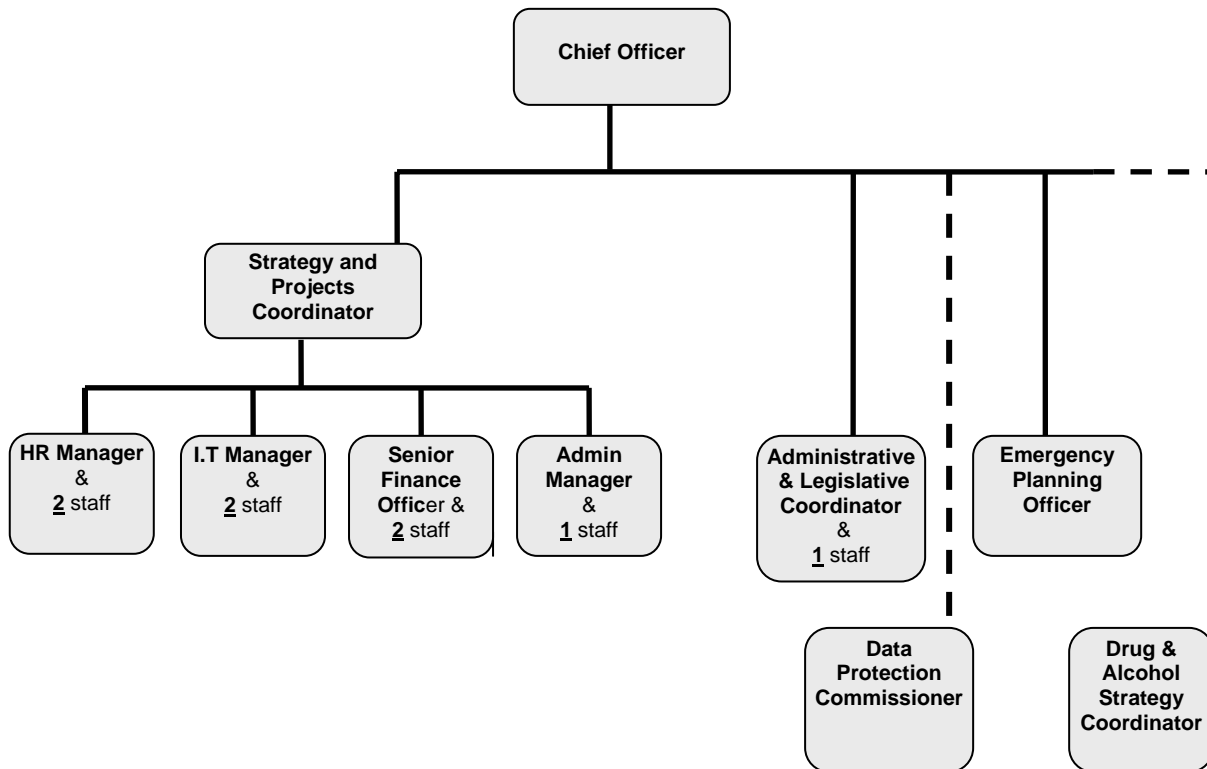 Chief Officer
Strategy and
Projects
Coordinator
HR Manager
&
2 staff
I.T Manager
&
2 staff
Senior
Finance
Officer &
2 staff
Admin
Manager
&
1 staff
Administrative
& Legislative
Coordinator
&
1 staff
Emergency
Planning
Officer
Data
Protection
Commissioner
Drug &
Alcohol
Strategy
Coordinator